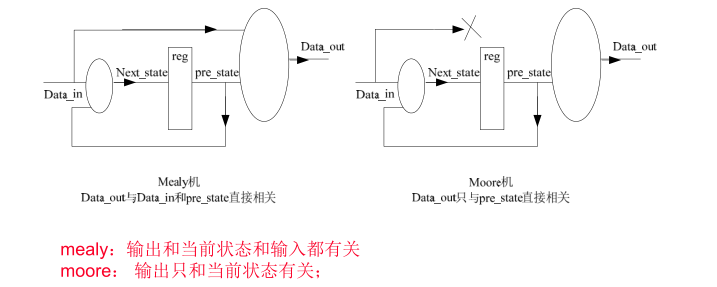 Data_in
Next_state
reg
pre_state
Data_out
Mealy机
Data_out与Data_in和pre_state直接相关
Data_in
Next_state
reg
pre_state
Data_out
Moore机
Data_out只与pre_state直接相关
mealy：输出和当前状态和输入都有关
moore： 输出只和当前状态有关；